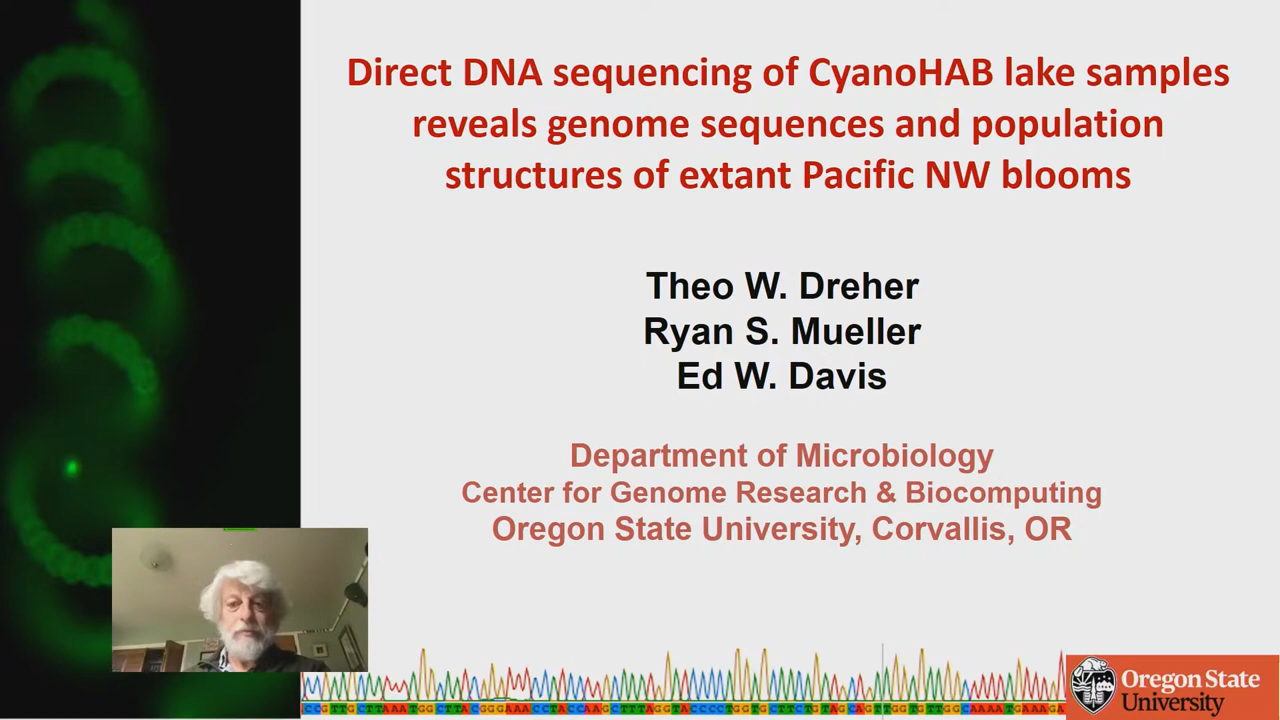 Direct DNA sequencing of CyanoHAB lake samples
reveals genome sequences and population
structures of extant Pacific NW blooms
Theo W. Dreher
Ryan S. Mueller
Ed W. Davis
Department of Microbiology
Center for Genome Research & Biocomputing
Oregon State University, Corvallis, OR
Oregon State
University